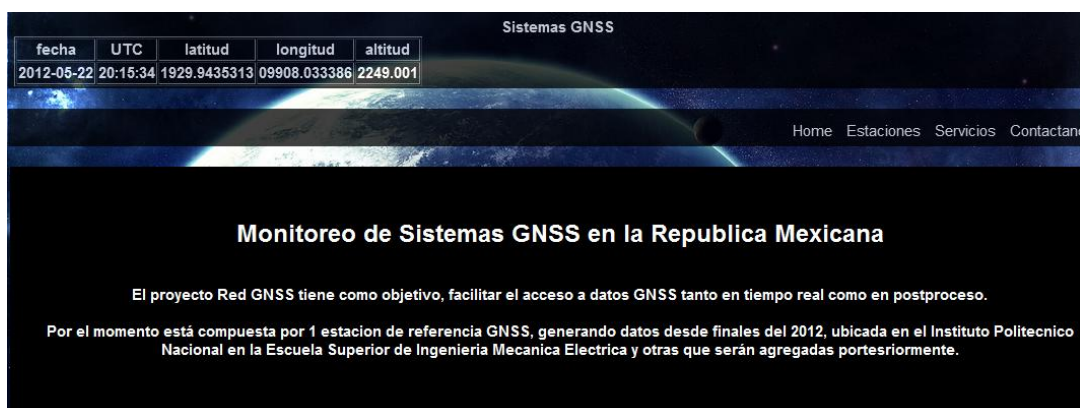 Sistemas GNSS
fecha UTC latitud longitud altitud
2012-05-22 20:15:34 1929.9435313 09908.033386 2249.001
Home Estaciones Servicios
Monitoreo de Sistemas GNSS en la Republica Mexicana
El proyecto Red GNSS tiene como objetivo, facilitar el acceso a datos GNSS tanto en tiempo real como en postproceso.
Por el momento está compuesta por 1 estacion de referencia GNSS, generando datos desde finales del 2012, ubicada en el Instituto Politecnico
Nacional en la Escuela Superior de Ingenieria Mecanica Electrica y otras que serán agregadas portesriormente.